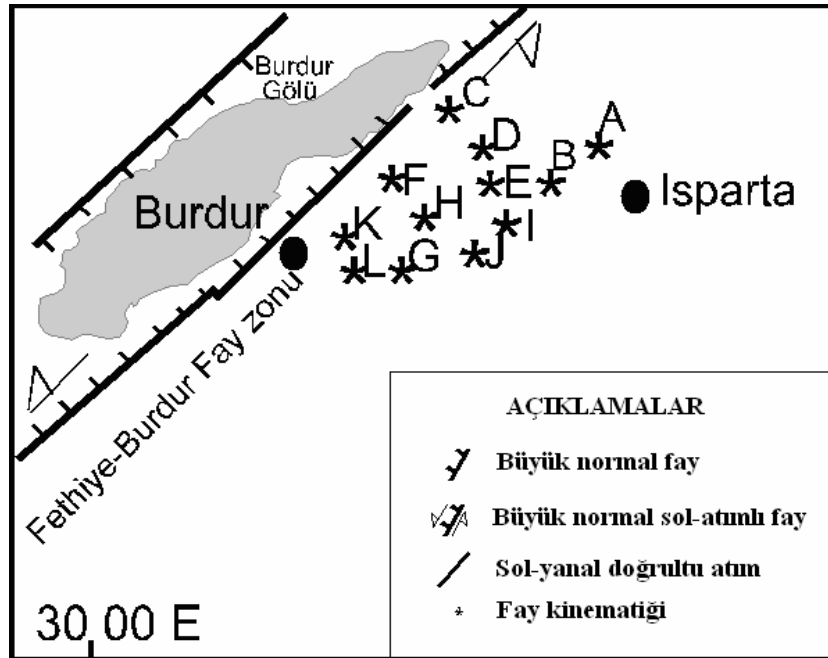 Burdur
Gölü
C
A
D
B
F
E
Isparta
Burdur
H
K
I
J
L
G
Fethiye-Burdur Fay zonu
AÇIKLAMALAR
Büyük normal fay
Büyük normal sol-atımlı fay
Sol-yanal doğrultu atım
* Fay kinematiği
30 00 E